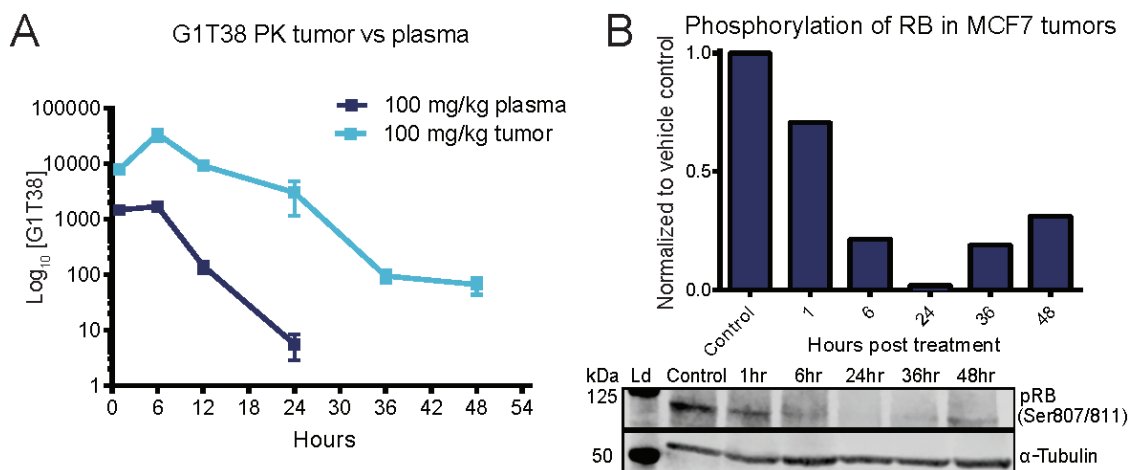 A
G1T38 PK tumor vs plasma
100 mg/kg plasma
100 mg/kg tumor
Log10 [G1T38]
100000
10000
1000
100
10
1
0 6 12 18 24 30 36 42 48 54
Hours
B
Phosphorylation of RB in MCF7 tumors
Normalized to vehicle control
1.0
0.5
0.0
Control 1 6 24 36 48
Hours post treatment
kDa Ld Control 1hr 6hr 24hr 36hr 48hr
125
pRB
(Ser807/811)
50
α-Tubulin